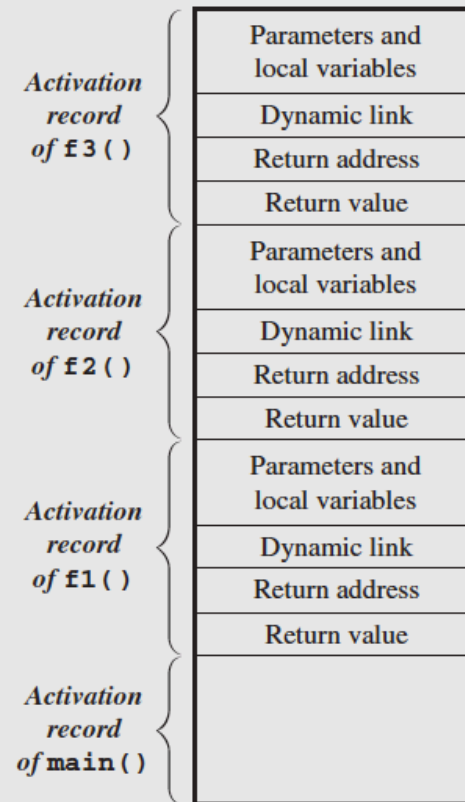 Activation
record
of f3()
Parameters and
local variables
Dynamic link
Return address
Return value
Activation
record
of f2()
Parameters and
local variables
Dynamic link
Return address
Return value
Activation
record
of f1()
Parameters and
local variables
Dynamic link
Return address
Return value
Activation
record
of main()